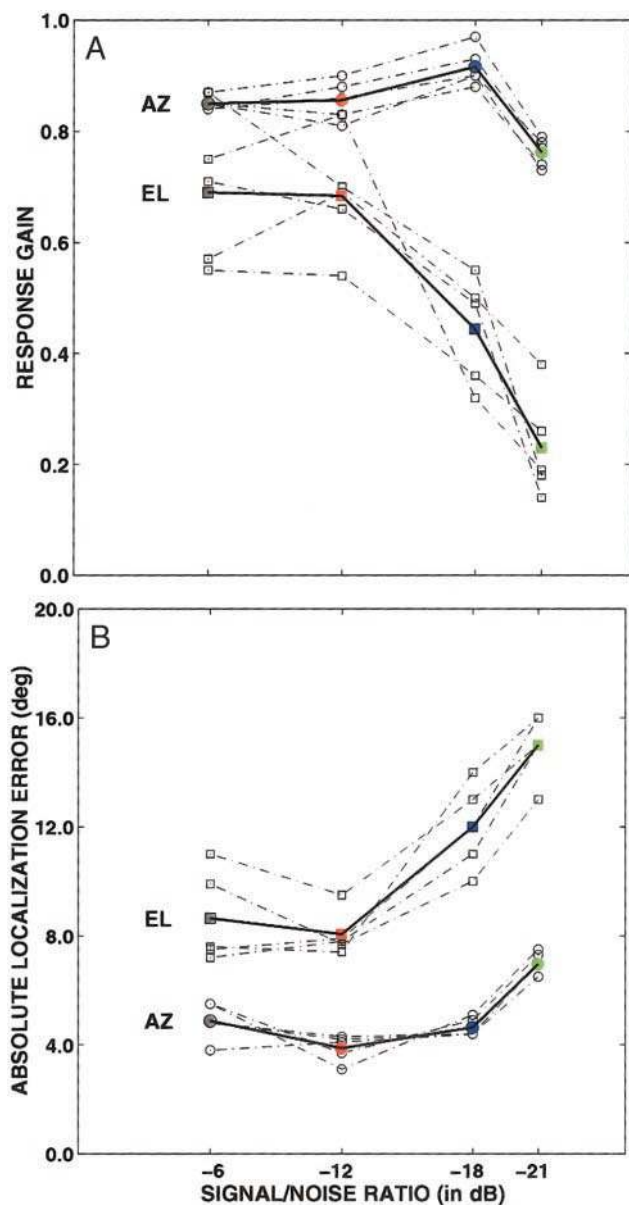 A
1.0
AZ
0.8
EL
0.6
RESPONSE GAIN
0.4
0.2
0.0
20.0
B
16.0
ABSOLUTE LOCALIZATION ERROR (deg)
12.0
EL
8.0
AZ
4.0
0.0
-6 -12 -18 -21
SIGNAL/NOISE RATIO (in dB)